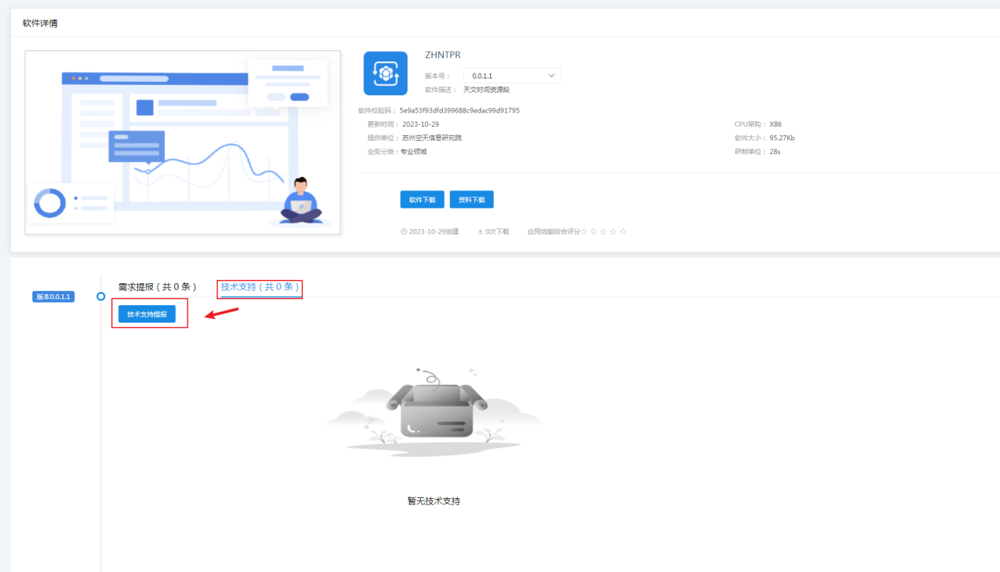 软件详情
ZHNTPR
版本号： 0.0.1.1
软件描述： 天文时间资源段
软件校验码： 5e9a53f93dfd399688c9edac99d91795
更新时间： 2023-10-29 CPU架构： X86
提供单位： 苏州空天信息研究院 软件大小： 95.27Kb
业务分类： 专业领域 研制单位： 28s
软件下载 资料下载
2023-10-29创建 0次下载 应用效能综合评分
需求提报（共 0 条） 技术支持（共 0 条）
版本0.0.1.1
技术支持提报
暂无技术支持